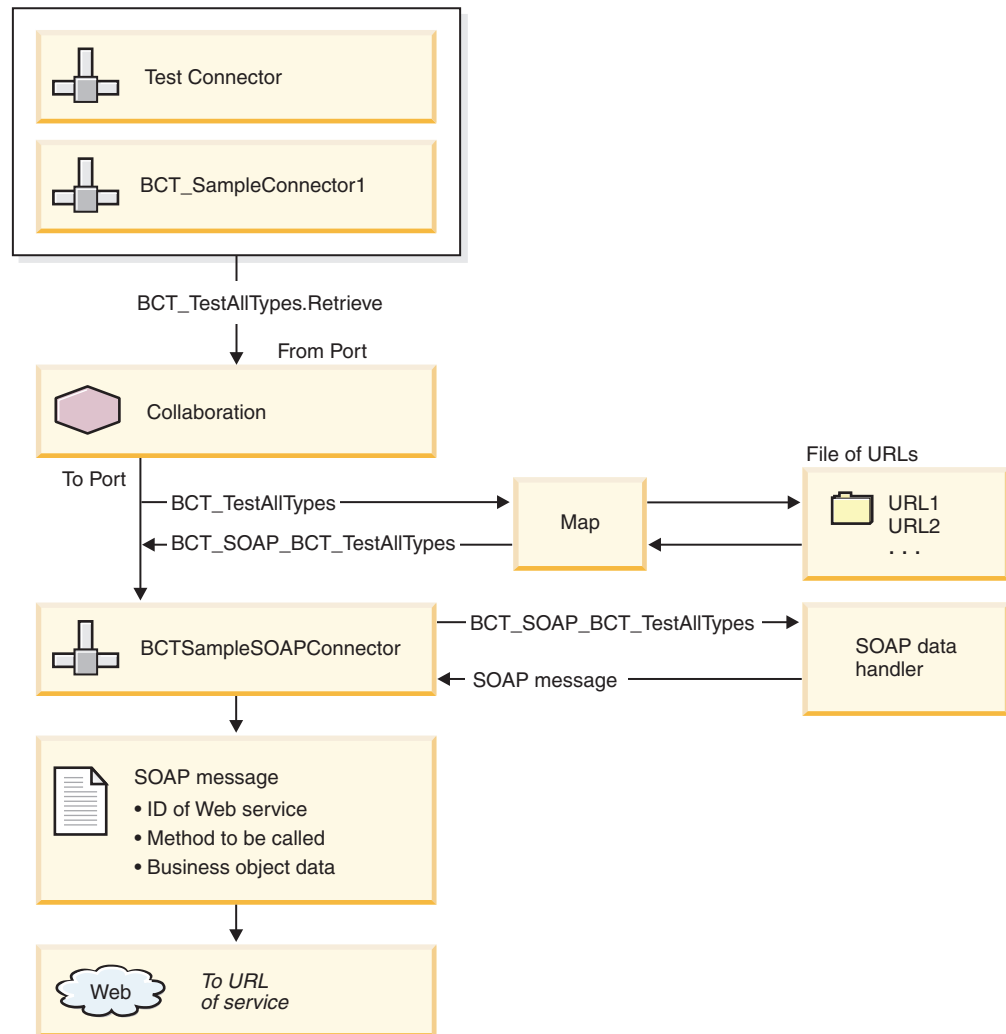 Test Connector
BCT_SampleConnector1
BCT_TestAllTypes.Retrieve
From Port
Collaboration
To Port
BCT_TestAllTypes
BCT_SOAP_BCT_TestAllTypes
Map
File of URLs
URL1
URL2
. . .
BCTSampleSOAPConnector
BCT_SOAP_BCT_TestAllTypes
SOAP message
SOAP data
handler
SOAP message
• ID of Web service
• Method to be called
• Business object data
Web
To URL
of service